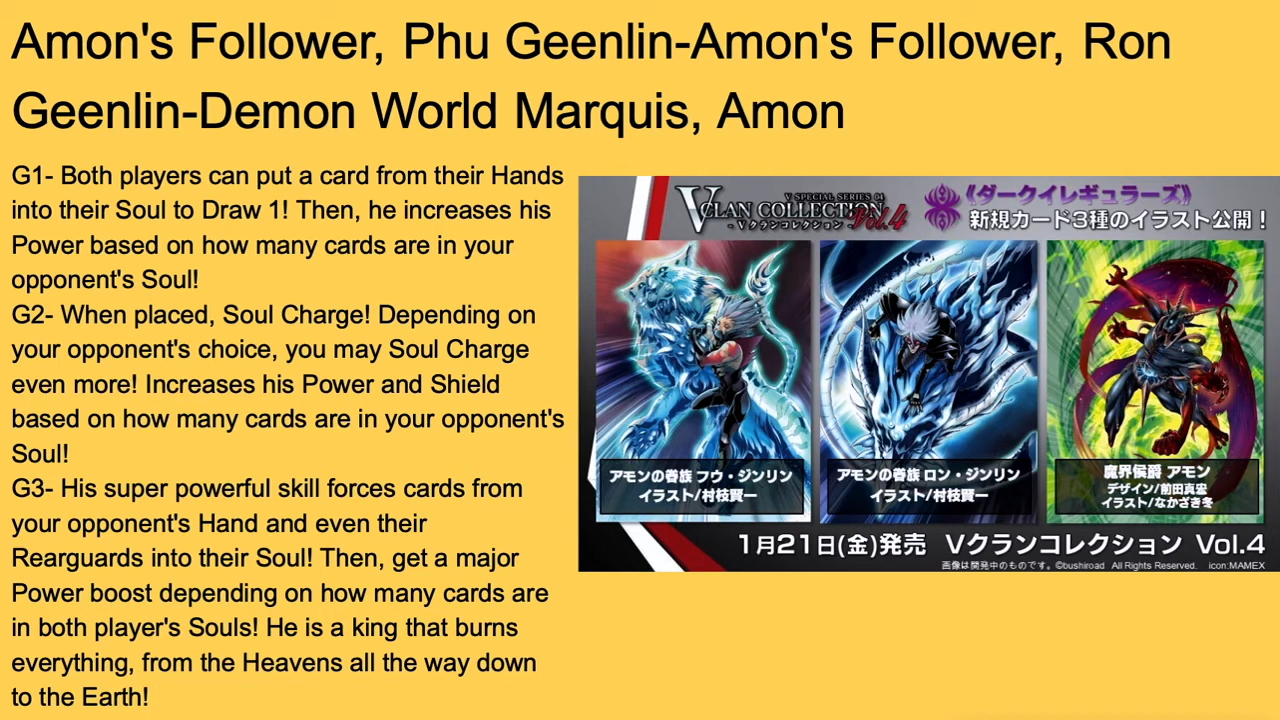 Amon's Follower, Phu Geenlin-Amon's Follower, Ron
Geenlin-Demon World Marquis, Amon
G1- Both players can put a card from their Hands
into their Soul to Draw 1! Then, he increases his
Power based on how many cards are in your
opponent's Soul!
G2- When placed, Soul Charge! Depending on
your opponent's choice, you may Soul Charge
even more! Increases his Power and Shield
based on how many cards are in your opponent's
Soul!
G3- His super powerful skill forces cards from
your opponent's Hand and even their
Rearguards into their Soul! Then, get a major
Power boost depending on how many cards are
in both player's Souls! He is a king that burns
everything, from the Heavens all the way down
to the Earth!
V SPECIAL SERIES 04
V CLAN COLLECTION Vol.4
- Vクランコレクション -
《ダークイレギュラーズ》
新規カード3種のイラスト公開!
アモンの眷族 フウ・ジンリン
イラスト/村枝賢一
アモンの眷族 ロン・ジンリン
イラスト/村枝賢一
魔界侯爵 アモン
デザイン/前田真宏
イラスト/なかざき冬
1月21日(金)発売 Vクランコレクション Vol.4
画像は開発中のものです。©bushiroad All Rights Reserved. icon:MAMEX